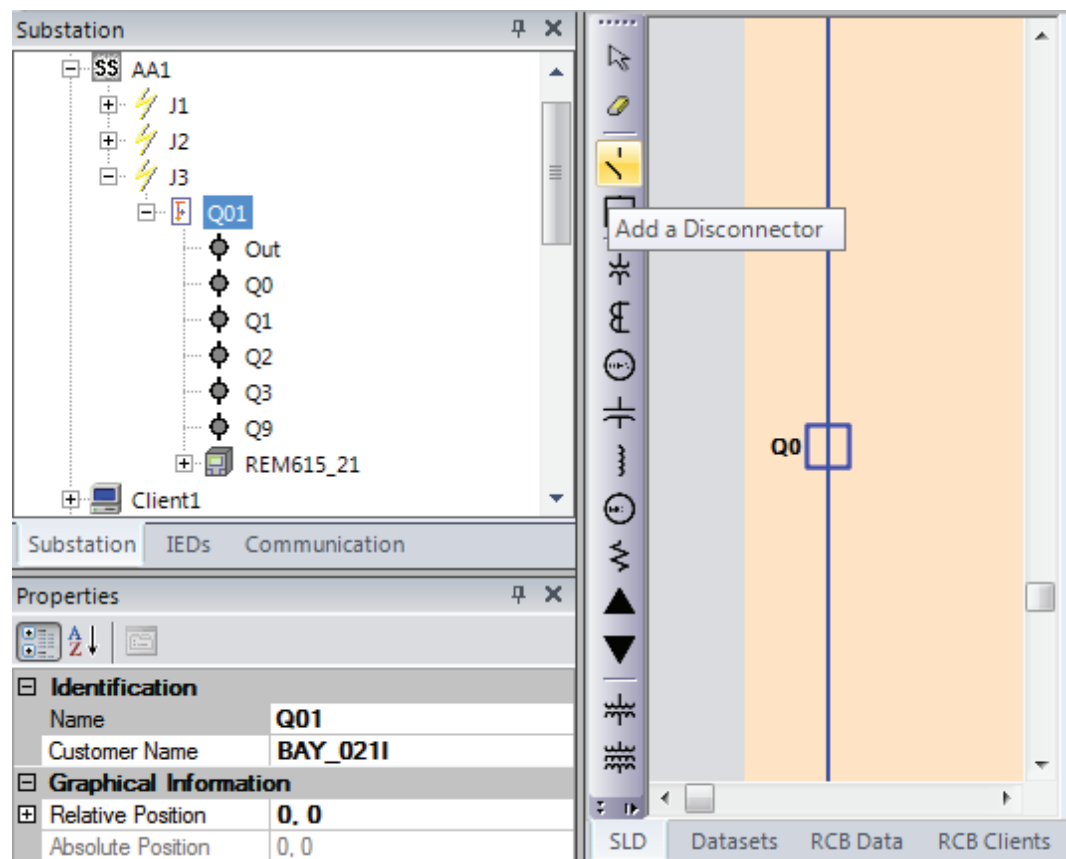 Substation
SS AA1
J1
J2
J3
Q01
Out
Q0
Q1
Q2
Q3
Q9
REM615_21
Client1
Substation IEDs Communication
Properties
A Z
Identification
Name Q01
Customer Name BAY_021I
Graphical Information
Relative Position 0, 0
Absolute Position 0, 0
Add a Disconnector
Q0
SLD Datasets RCB Data RCB Clients